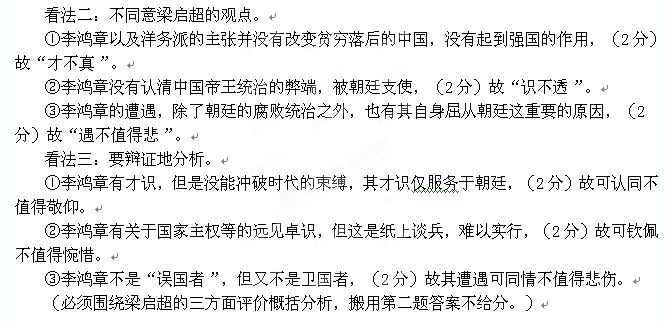 看法二：不同意梁启超的观点。
①李鸿章以及洋务派的主张并没有改变贫穷落后的中国，没有起到强国的作用，（2分）
故“才不真 ”。
②李鸿章没有认清中国帝王统治的弊端，被朝廷支使，（2分）故“识不透 ”。
③李鸿章的遭遇，除了朝廷的腐败统治之外，也有其自身屈从朝廷这重要的原因，（2
分）故“遇不值得悲 ”。
看法三：要辩证地分析。
①李鸿章有才识，但是没能冲破时代的束缚，其才识仅服务于朝廷，（2分）故可认同不
值得敬仰。
②李鸿章有关于国家主权等的远见卓识，但这是纸上谈兵，难以实行，（2分）故可钦佩
不值得惋惜。
③李鸿章不是“误国者 ”，但又不是卫国者，（2分）故其遭遇可同情不值得悲伤。
（必须围绕梁启超的三方面评价概括分析，搬用第二题答案不给分。）